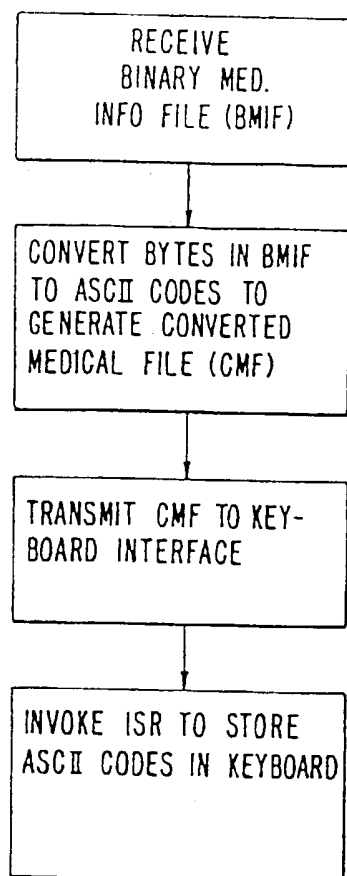 RECEIVE
BINARY MED.
INFO FILE (BMIF)
CONVERT BYTES IN BMIF
TO ASCII CODES TO
GENERATE CONVERTED
MEDICAL FILE (CMF)
TRANSMIT CMF TO KEY-
BOARD INTERFACE
INVOKE ISR TO STORE
ASCII CODES IN KEYBOARD